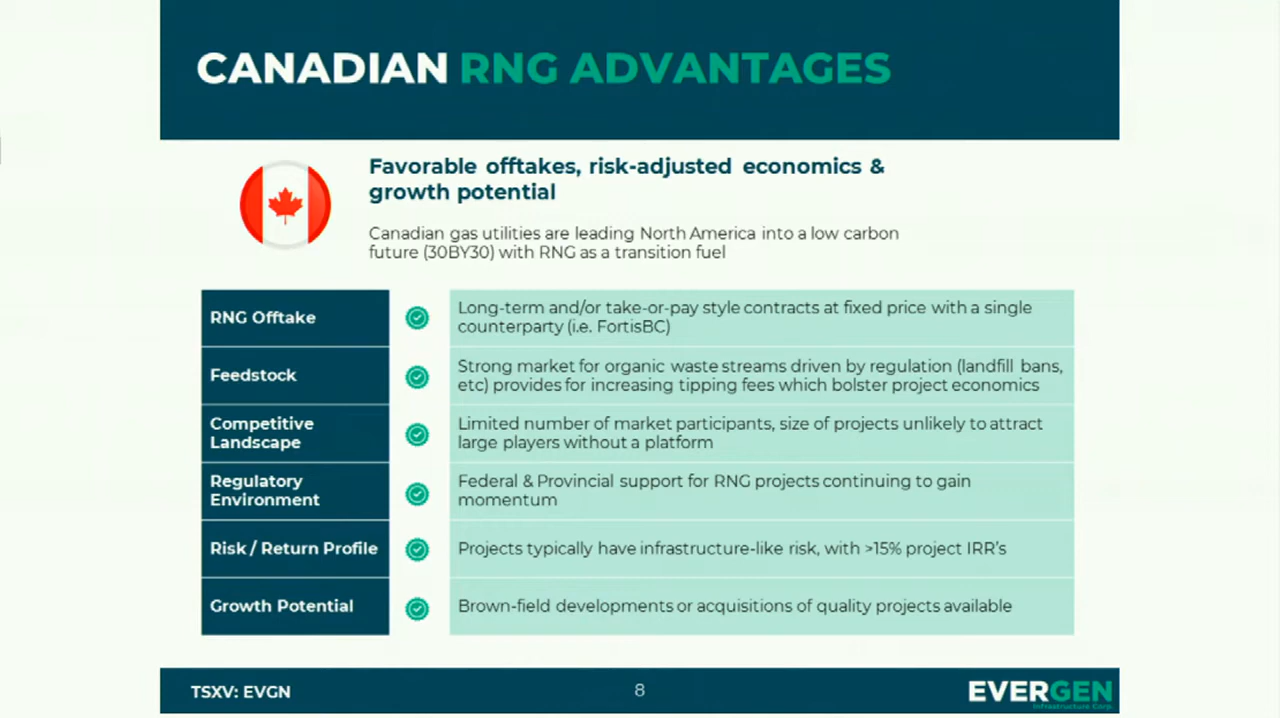 CANADIAN RNG ADVANTAGES
Favorable offtakes, risk-adjusted economics &
growth potential
Canadian gas utilities are leading North America into a low carbon
future (30BY30) with RNG as a transition fuel
RNG Offtake
Long-term and/or take-or-pay style contracts at fixed price with a single
counterparty (i.e. FortisBC)
Feedstock
Strong market for organic waste streams driven by regulation (landfill bans,
etc) provides for increasing tipping fees which bolster project economics
Competitive
Landscape
Limited number of market participants, size of projects unlikely to attract
large players without a platform
Regulatory
Environment
Federal & Provincial support for RNG projects continuing to gain
momentum
Risk / Return Profile
Projects typically have infrastructure-like risk, with >15% project IRR's
Growth Potential
Brown-field developments or acquisitions of quality projects available
TSXV: EVGN
8
EVERGEN
Infrastructure Corp.